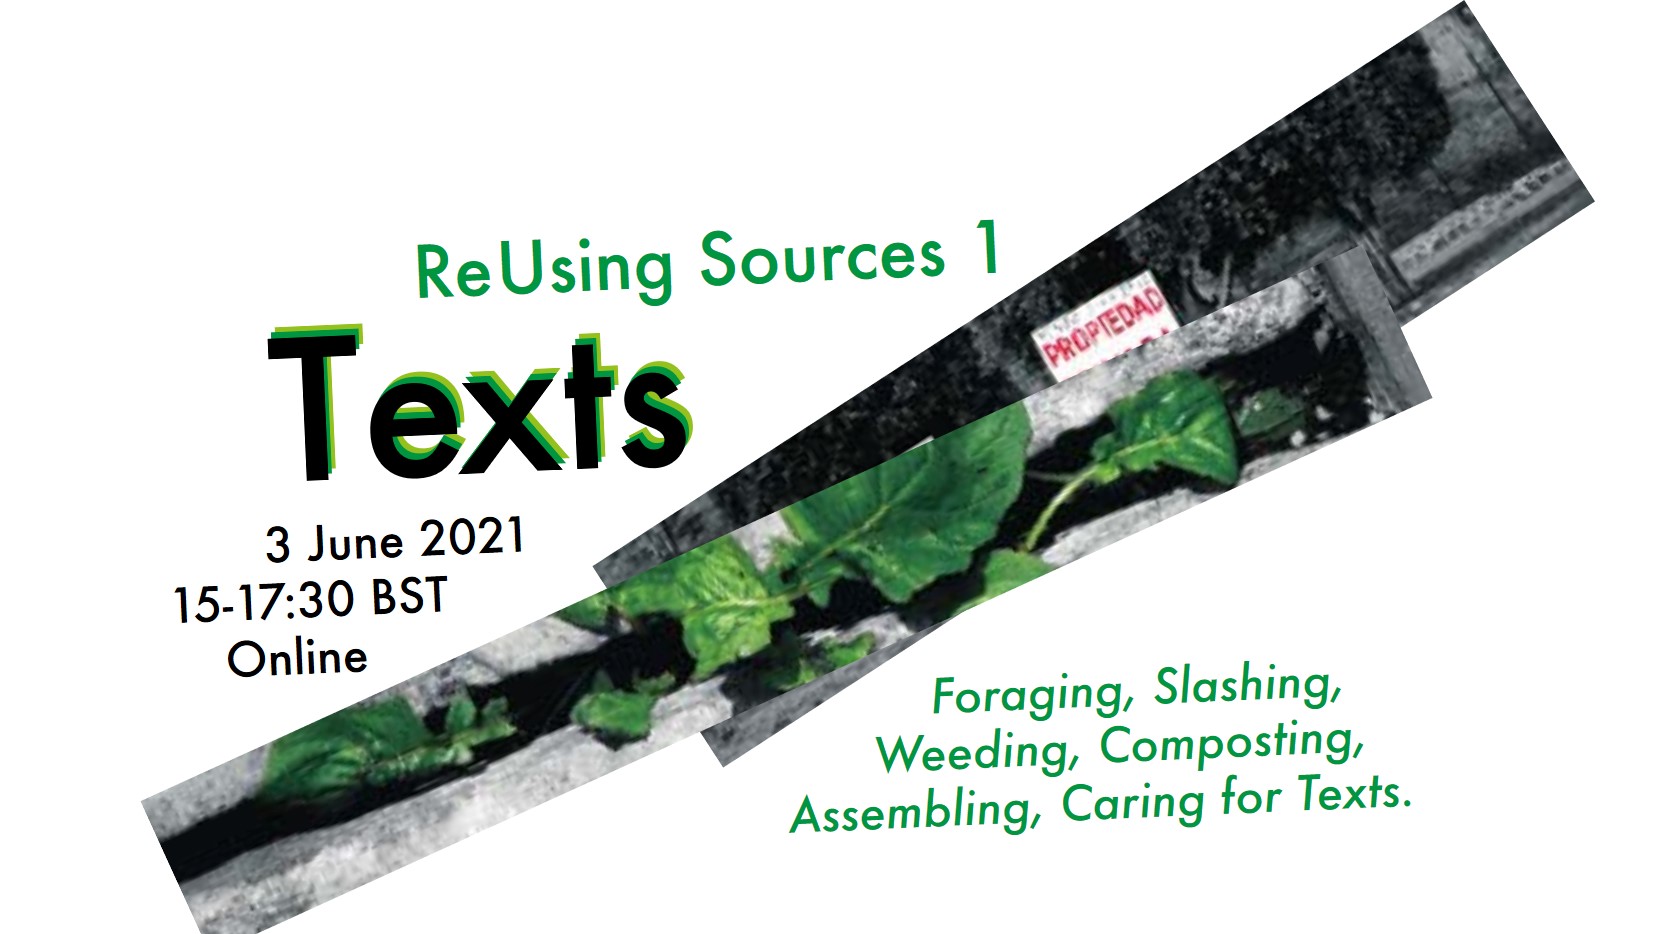 ReUsing Sources 1
Texts
3 June 2021
15-17:30 BST
Online
PROPIEDAD
Foraging, Slashing,
Weeding, Composting,
Assembling, Caring for Texts.